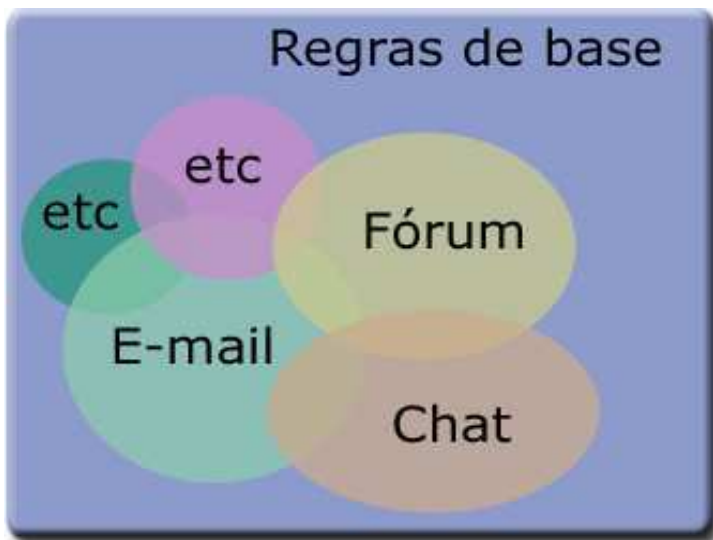 Regras de base
etc
etc
Fórum
E-mail
Chat